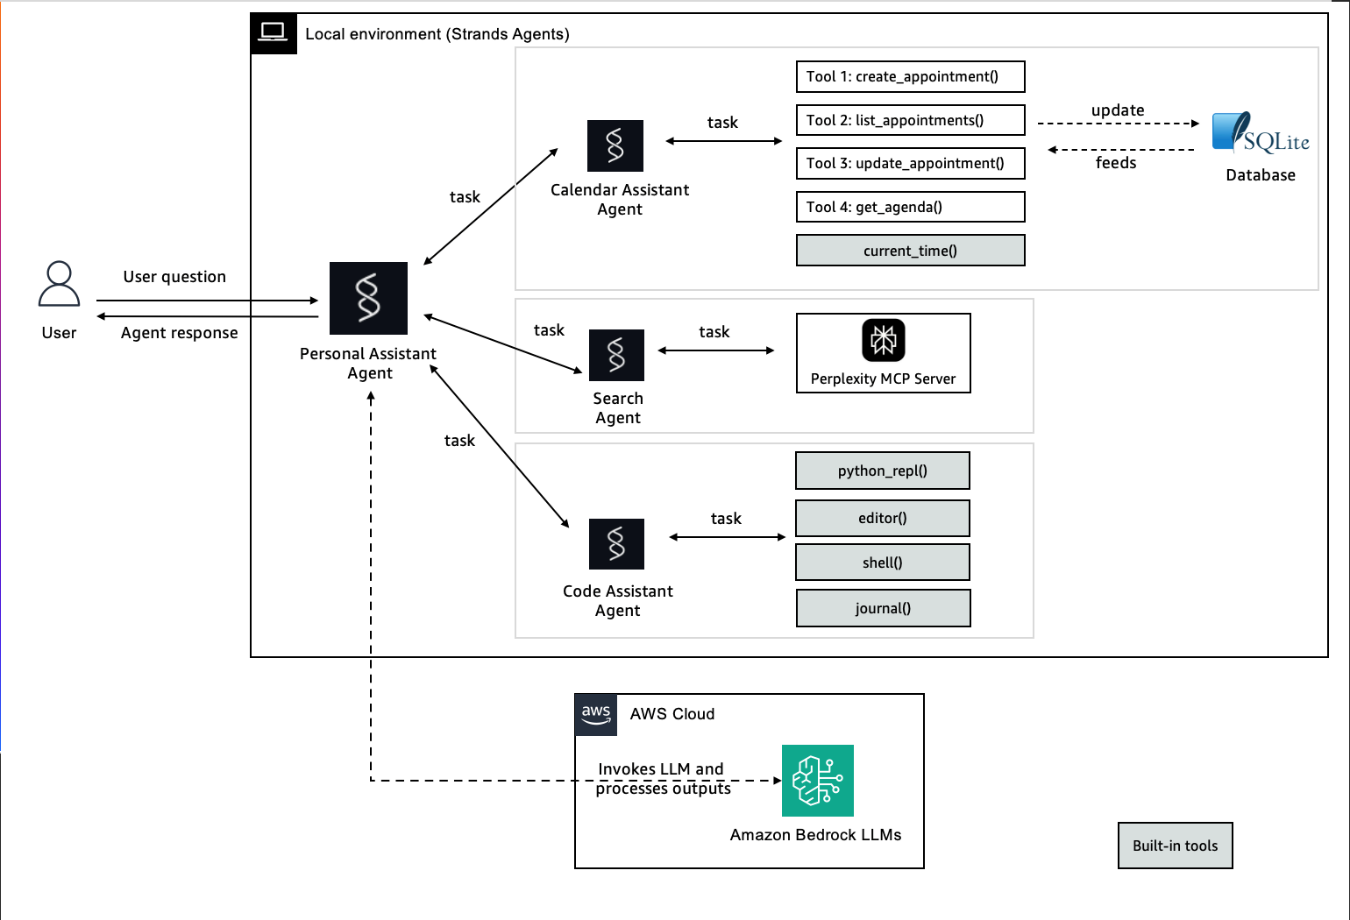 Local environment (Strands Agents)
Tool 1: create_appointment()
Tool 2: list_appointments()
Tool 3: update_appointment()
Tool 4: get_agenda()
current_time()
task
update
feeds
SQLite
Database
Calendar Assistant
Agent
task
User question
Agent response
User
Personal Assistant
Agent
task
Search
Agent
task
Perplexity MCP Server
task
Code Assistant
Agent
task
python_repl()
editor()
shell()
journal()
aws
AWS Cloud
Invokes LLM and
processes outputs
Amazon Bedrock LLMs
Built-in tools